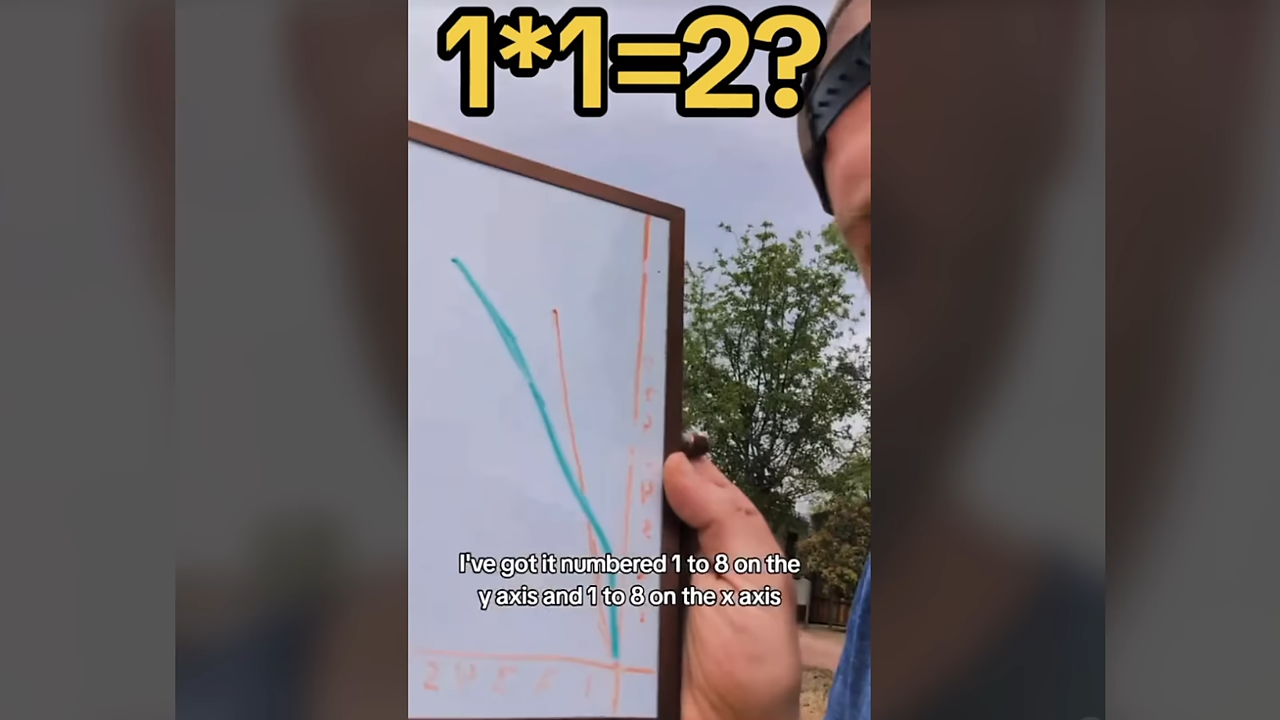 1*1=2?
I've got it numbered 1 to 8 on the
y axis and 1 to 8 on the x axis